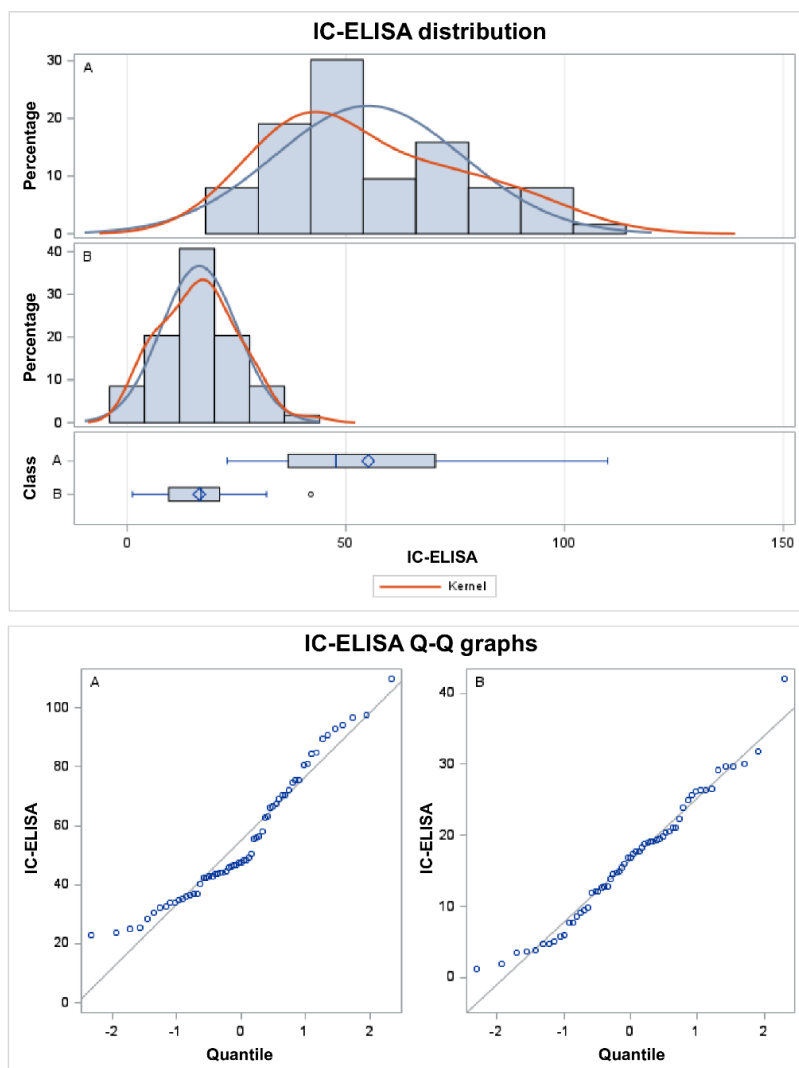 IC-ELISA distribution
A
Percentage
30
20
10
0
B
Percentage
40
30
20
10
0
Class
A
B
0 50 100 150
IC-ELISA
Kernel
IC-ELISA Q-Q graphs
A
IC-ELISA
100
80
60
40
20
0
-2 -1 0 1 2
Quantile
B
IC-ELISA
40
30
20
10
0
-2 -1 0 1 2
Quantile